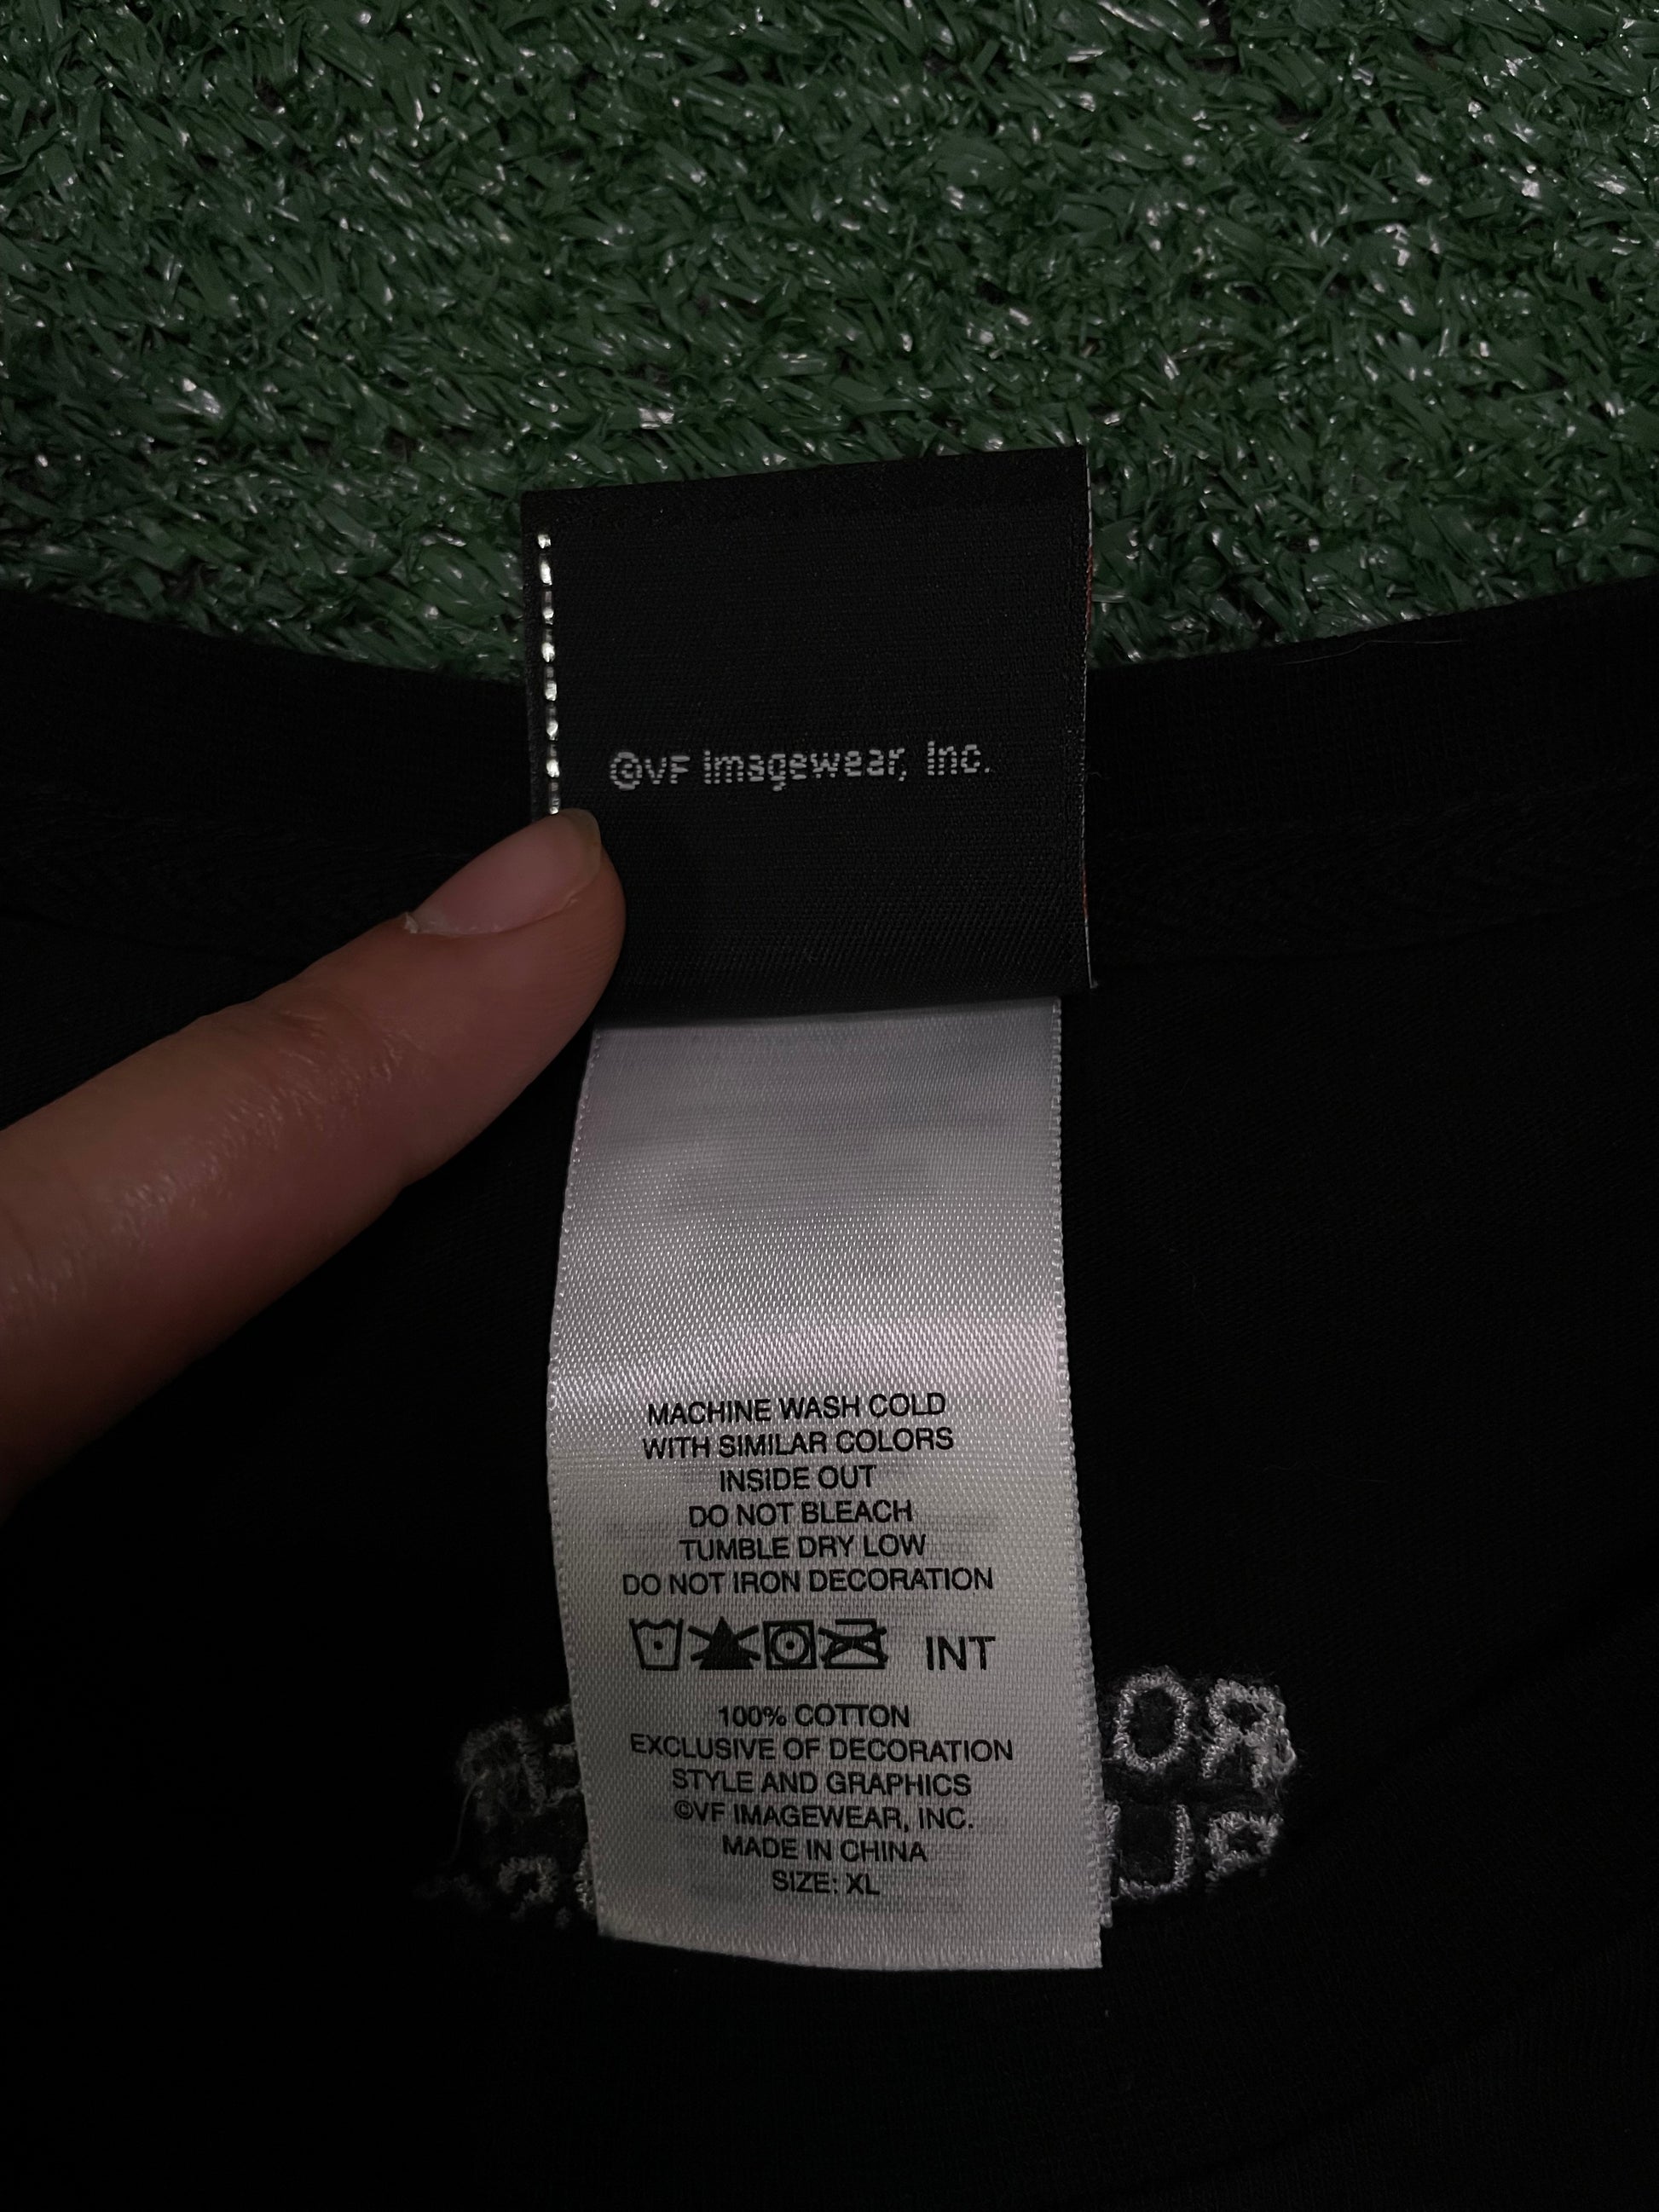 ©VF Imagewear, Inc.
MACHINE WASH COLD
WITH SIMILAR COLORS
INSIDE OUT
DO NOT BLEACH
TUMBLE DRY LOW
DO NOT IRON DECORATION
INT
100% COTTON
EXCLUSIVE OF DECORATION
STYLE AND GRAPHICS
©VF IMAGEWEAR, INC.
MADE IN CHINA
SIZE: XL